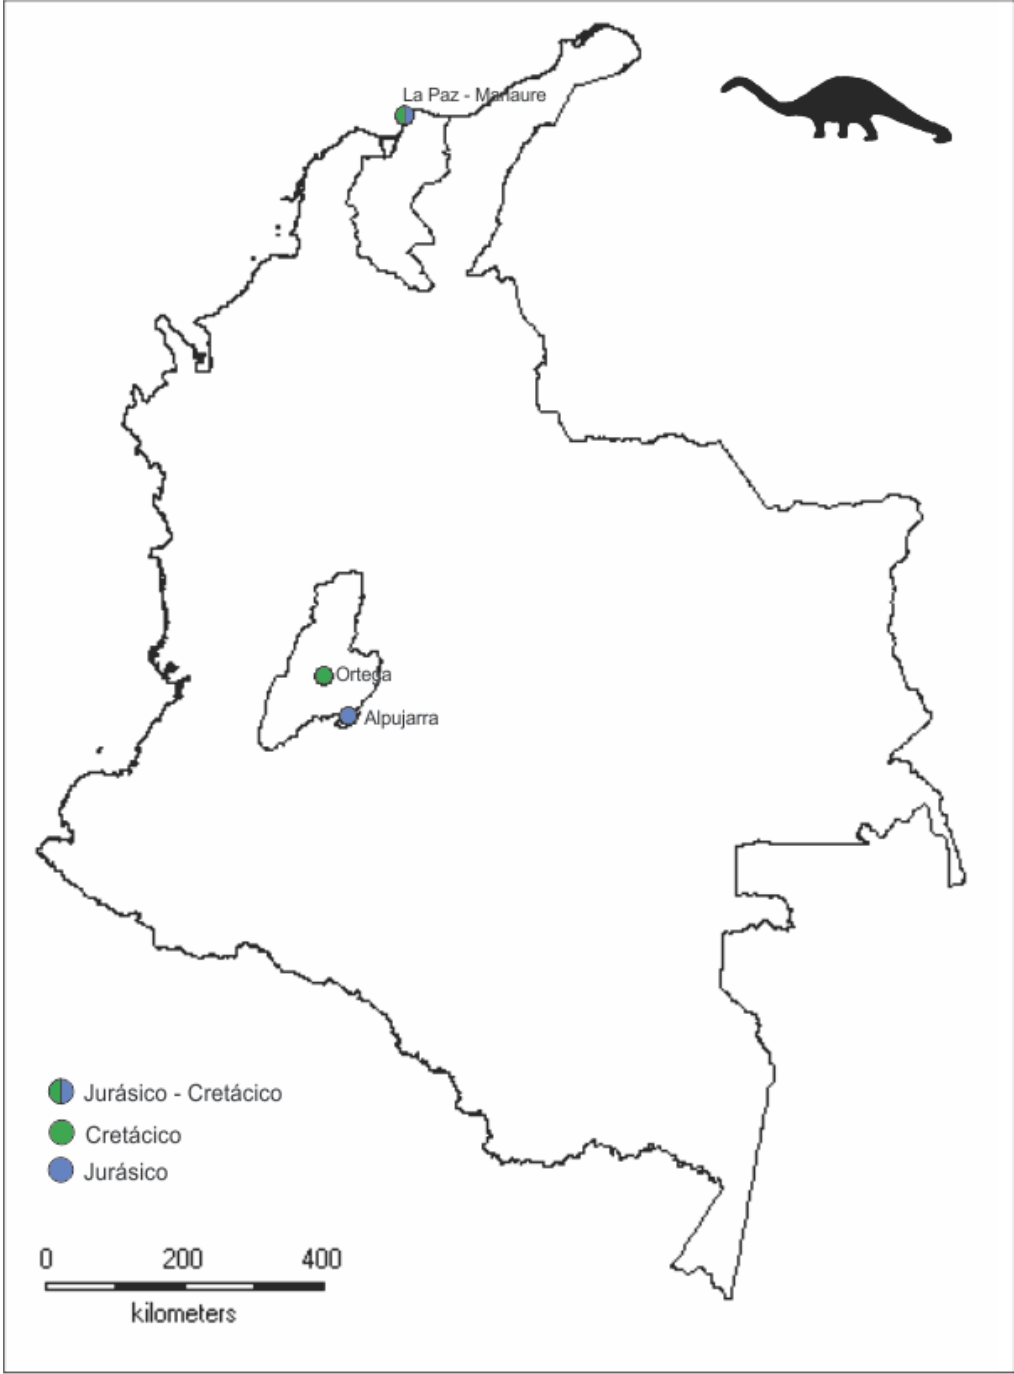 La Paz - Manaure
Ortega
Alpujarra
Jurásico - Cretácico
Cretácico
Jurásico
0 200 400
kilometers